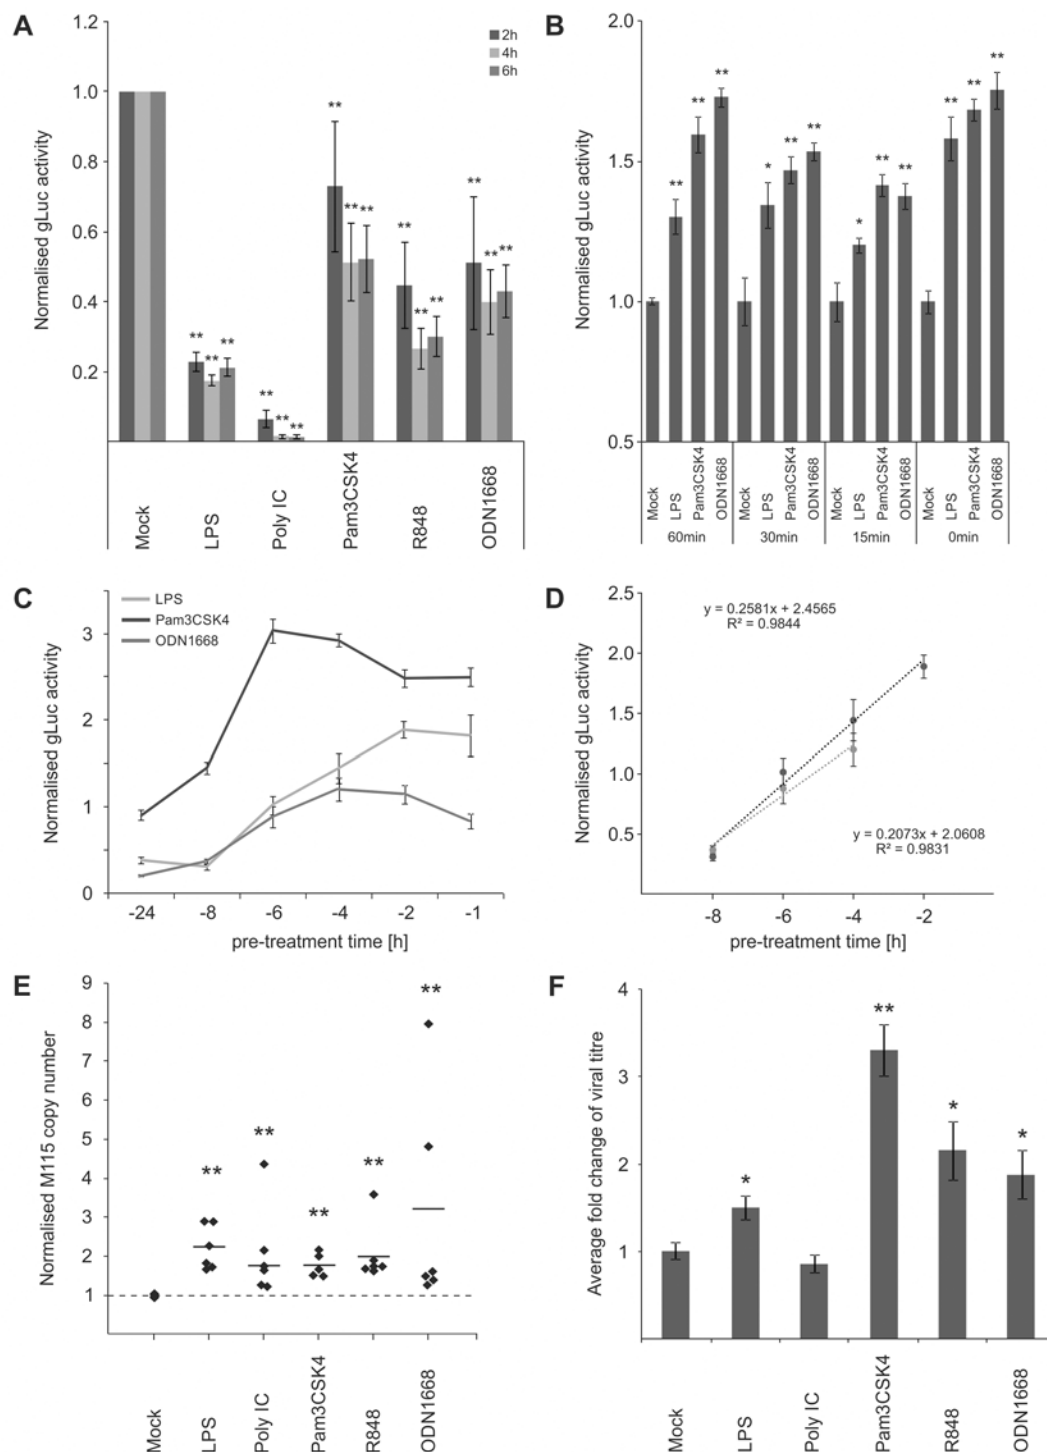 A
Normalised gLuc activity
1.2
1.0
0.8
0.6
0.4
0.2
2h
4h
6h
** ** **
** ** **
** ** **
** ** **
** ** **
Mock
LPS
Poly IC
Pam3CSK4
R848
ODN1668
B
Normalised gLuc activity
2.0
1.5
1.0
0.5
** ** **
* ** **
* ** **
** ** **
Mock LPS Pam3CSK4 ODN1668
Mock LPS Pam3CSK4 ODN1668
Mock LPS Pam3CSK4 ODN1668
Mock LPS Pam3CSK4 ODN1668
60min 30min 15min 0min
C
Normalised gLuc activity
LPS
Pam3CSK4
ODN1668
3
2
1
0
-24 -8 -6 -4 -2 -1
pre-treatment time [h]
D
Normalised gLuc activity
2.5
2.0
1.5
1.0
0.5
y = 0.2581x + 2.4565
R² = 0.9844
y = 0.2073x + 2.0608
R² = 0.9831
-8 -6 -4 -2
pre-treatment time [h]
E
Normalised M115 copy number
9
8
7
6
5
4
3
2
1
** ** ** ** **
Mock
LPS
Poly IC
Pam3CSK4
R848
ODN1668
F
Average fold change of viral titre
4
3
2
1
0
* ** * *
Mock
LPS
Poly IC
Pam3CSK4
R848
ODN1668